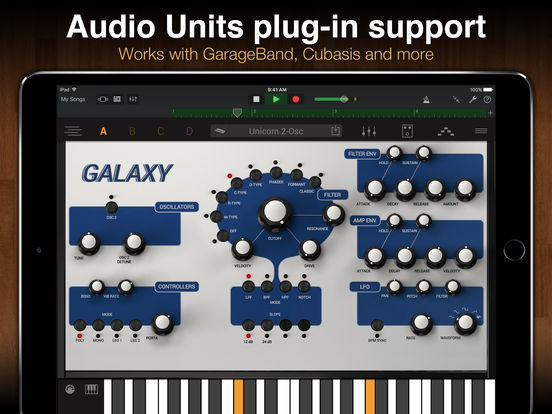 Audio Units plug-in support
Works with GarageBand, Cubasis and more
iPad
9:41 AM
100%
My Songs
1
2
3
4
A
B
C
D
Unicorn 2-Osc
GALAXY
OSC 2
OSCILLATORS
TUNE
OSC 2
DETUNE
BEND
VIB RATE
CONTROLLERS
MODE
POLY
MONO
LEG 1
LEG 2
PORTA
OFF
M-TYPE
R-TYPE
C-TYPE
O-TYPE
PHASER
FORMANT
CLASSIC
FILTER
CUTOFF
RESONANCE
VELOCITY
DRIVE
LPF
BPF
HPF
NOTCH
MODE
SLOPE
12 dB
24 dB
FILTER ENV
HOLD
SUSTAIN
ATTACK
DECAY
RELEASE
AMOUNT
AMP ENV
HOLD
SUSTAIN
ATTACK
DECAY
RELEASE
VELOCITY
LFO
PAN
PITCH
FILTER
BPM SYNC
RATE
WAVEFORM